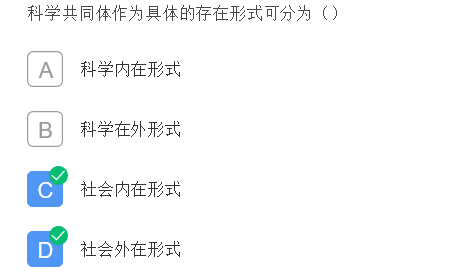 科学共同体作为具体的存在形式可分为（）
A 科学内在形式
B 科学在外形式
C 社会内在形式
D 社会外在形式